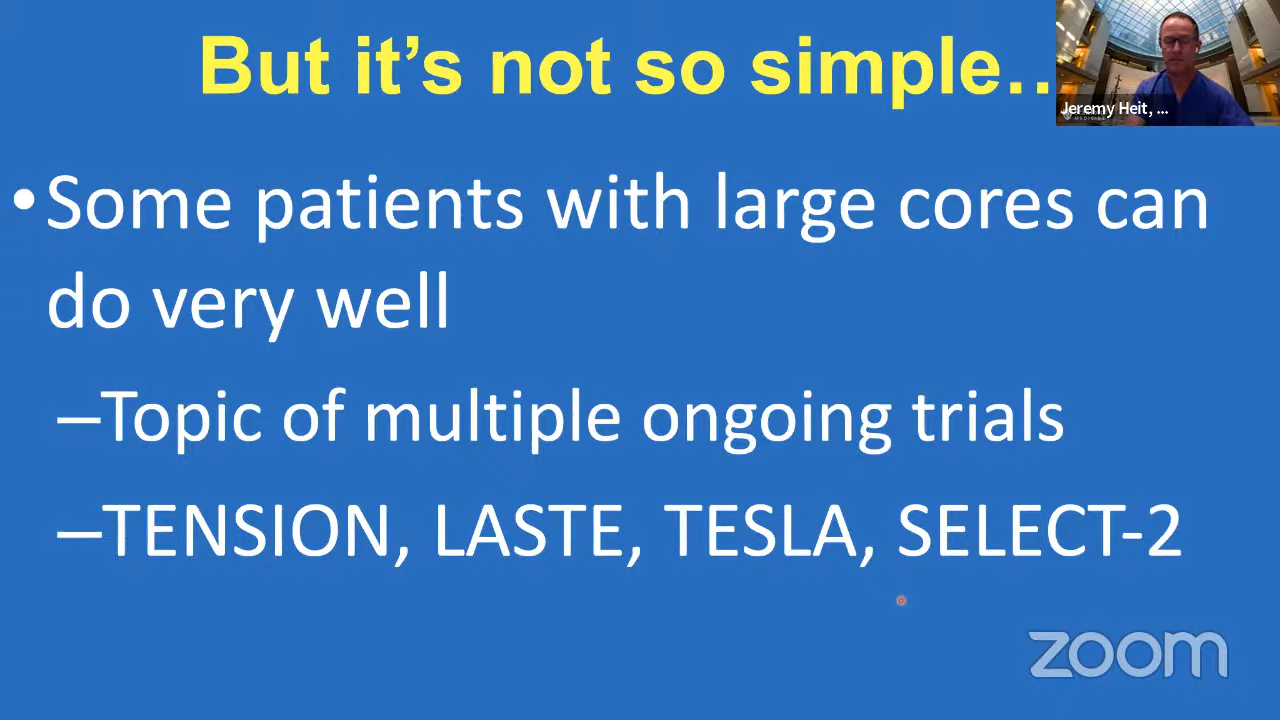 But it’s not so simple…
Jeremy Heit, ...
MEDICINE
•Some patients with large cores can
do very well
–Topic of multiple ongoing trials
–TENSION, LASTE, TESLA, SELECT-2
zoom